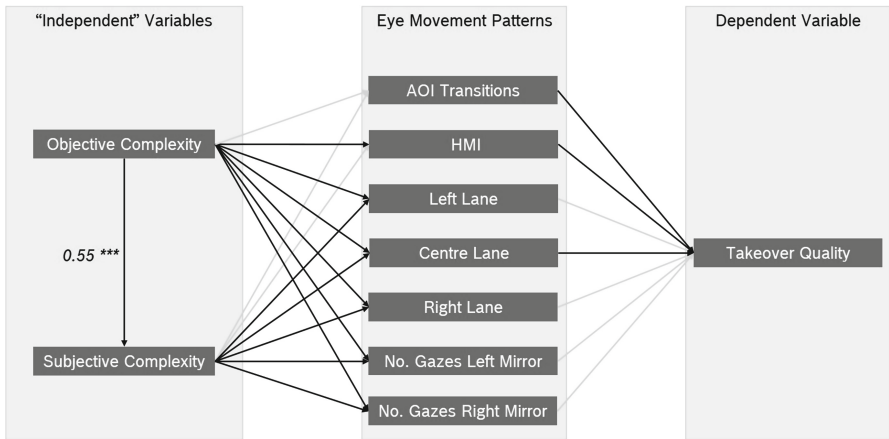 “Independent” Variables
Eye Movement Patterns
Dependent Variable
AOI Transitions
Objective Complexity
HMI
Left Lane
0.55 ***
Centre Lane
Takeover Quality
Right Lane
Subjective Complexity
No. Gazes Left Mirror
No. Gazes Right Mirror